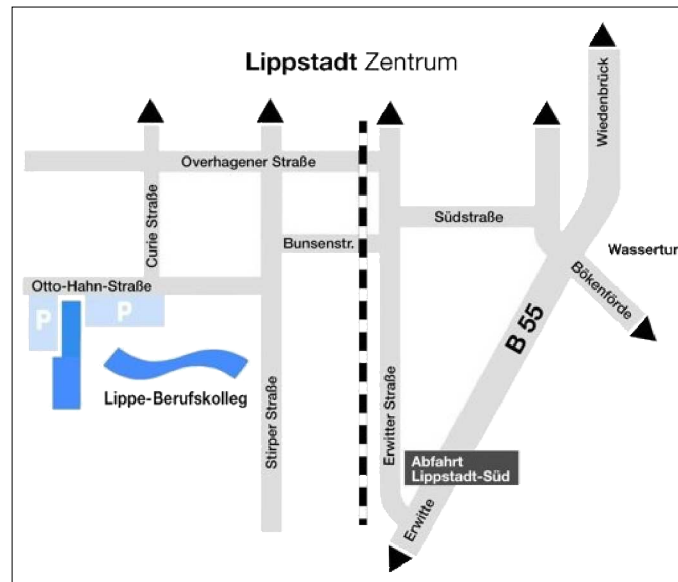 Lippstadt Zentrum
Wiedenbrück
Overhagener Straße
Curie Straße
Südstraße
Bunsenstr.
Wassertur
Bökenförde
Otto-Hahn-Straße
P
P
B 55
Lippe-Berufskolleg
Stirper Straße
Erwitter Straße
Abfahrt
Lippstadt-Süd
Erwitte